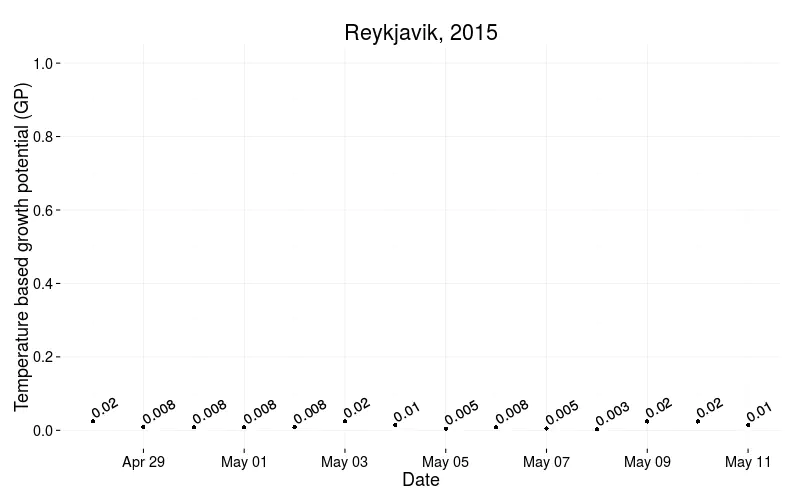 Reykjavik, 2015
Temperature based growth potential (GP)
1.0
0.8
0.6
0.4
0.2
0.0
0.02
0.008
0.008
0.008
0.008
0.02
0.01
0.005
0.008
0.005
0.003
0.02
0.02
0.01
Apr 29
May 01
May 03
May 05
May 07
May 09
May 11
Date